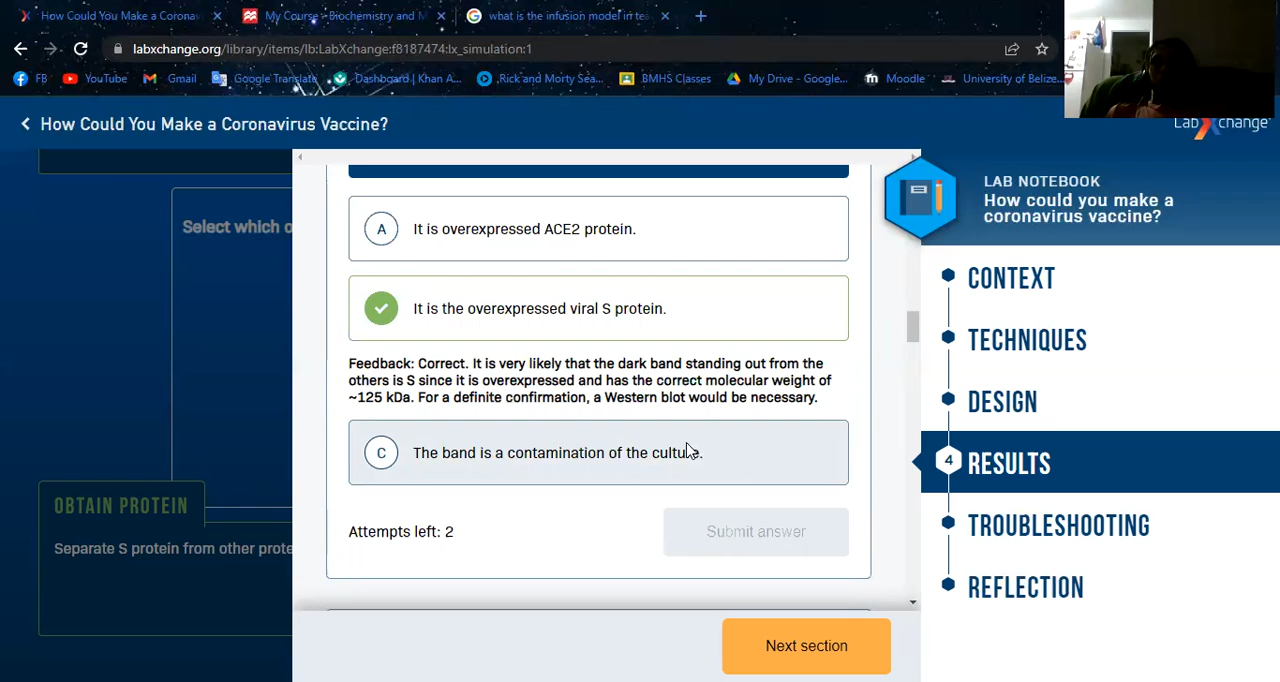 How Could You Make a Coronav
My Course - Biochemistry and M
what is the infusion model in tea
labxchange.org/library/items/lb:LabXchange:f8187474:lx_simulation:1
FB
YouTube
Gmail
Google Translate
Dashboard | Khan A...
Rick and Morty Sea...
BMHS Classes
My Drive - Google...
Moodle
University of Belize...
How Could You Make a Coronavirus Vaccine?
LabXchange
Select which o
OBTAIN PROTEIN
Separate S protein from other prote
A
It is overexpressed ACE2 protein.
It is the overexpressed viral S protein.
Feedback: Correct. It is very likely that the dark band standing out from the
others is S since it is overexpressed and has the correct molecular weight of
~125 kDa. For a definite confirmation, a Western blot would be necessary.
C
The band is a contamination of the culture.
Attempts left: 2
Submit answer
Next section
LAB NOTEBOOK
How could you make a
coronavirus vaccine?
CONTEXT
TECHNIQUES
DESIGN
4
RESULTS
TROUBLESHOOTING
REFLECTION